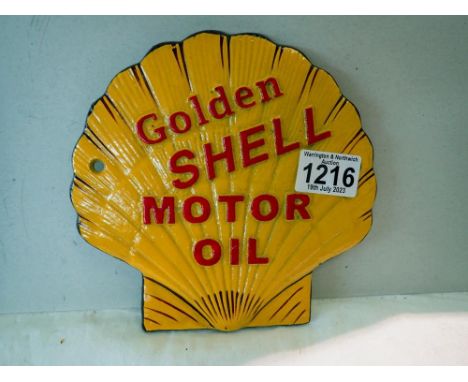 Golden
SHELL
MOTOR
OIL
Warrington & Northwich
Auction
1216
19th July 2023